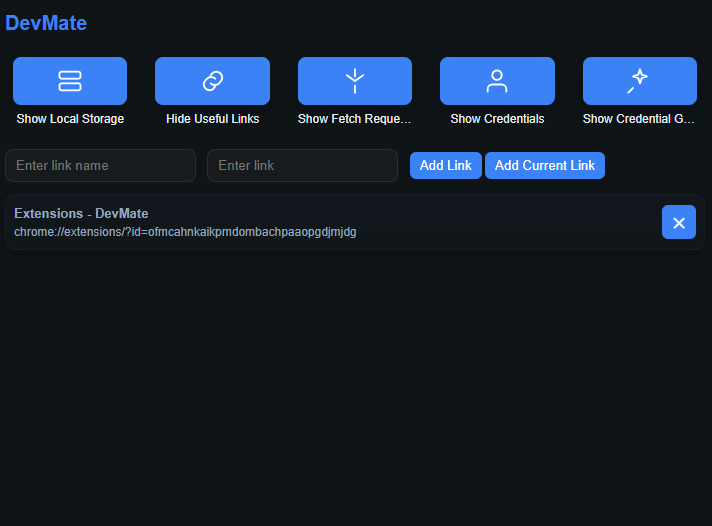 DevMate
Show Local Storage
Hide Useful Links
Show Fetch Reque...
Show Credentials
Show Credential G...
Enter link name
Enter link
Add Link
Add Current Link
Extensions - DevMate
chrome://extensions/?id=ofmcahnkaikpmdombachpaaopgdjmjdg